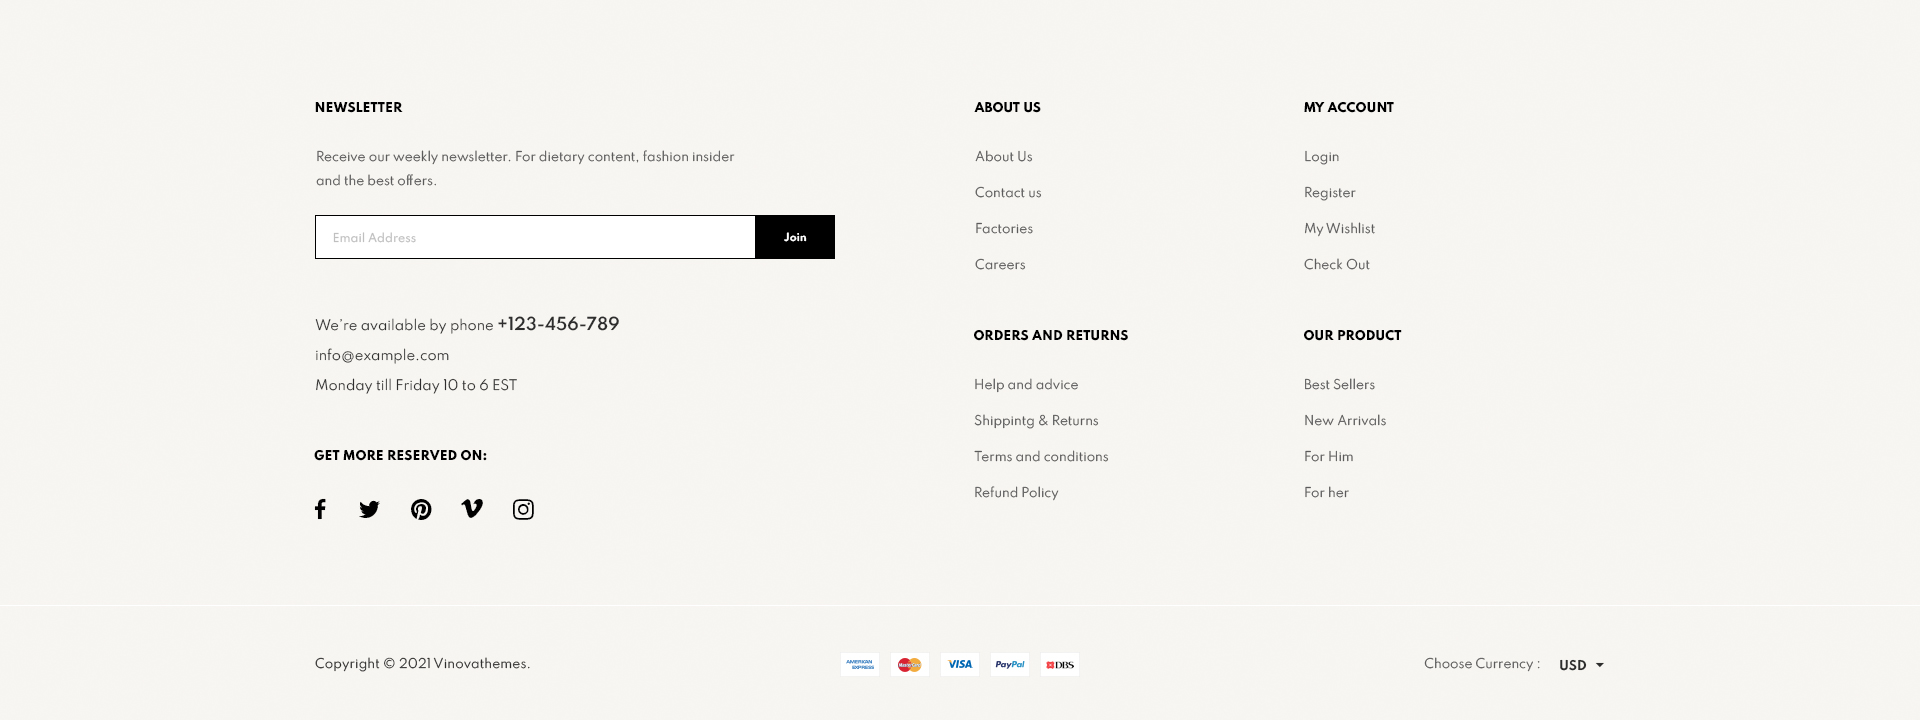 NEWSLETTER
Receive our weekly newsletter. For dietary content, fashion insider
and the best offers.
Email Address
Join
We're available by phone +123-456-789
info@example.com
Monday till Friday 10 to 6 EST
GET MORE RESERVED ON:
ABOUT US
About Us
Contact us
Factories
Careers
MY ACCOUNT
Login
Register
My Wishlist
Check Out
ORDERS AND RETURNS
Help and advice
Shippintg & Returns
Terms and conditions
Refund Policy
OUR PRODUCT
Best Sellers
New Arrivals
For Him
For her
Copyright © 2021 Vinovathemes.
AMERICAN
EXPRESS
MasterCard
VISA
PayPal
DBS
Choose Currency :
USD